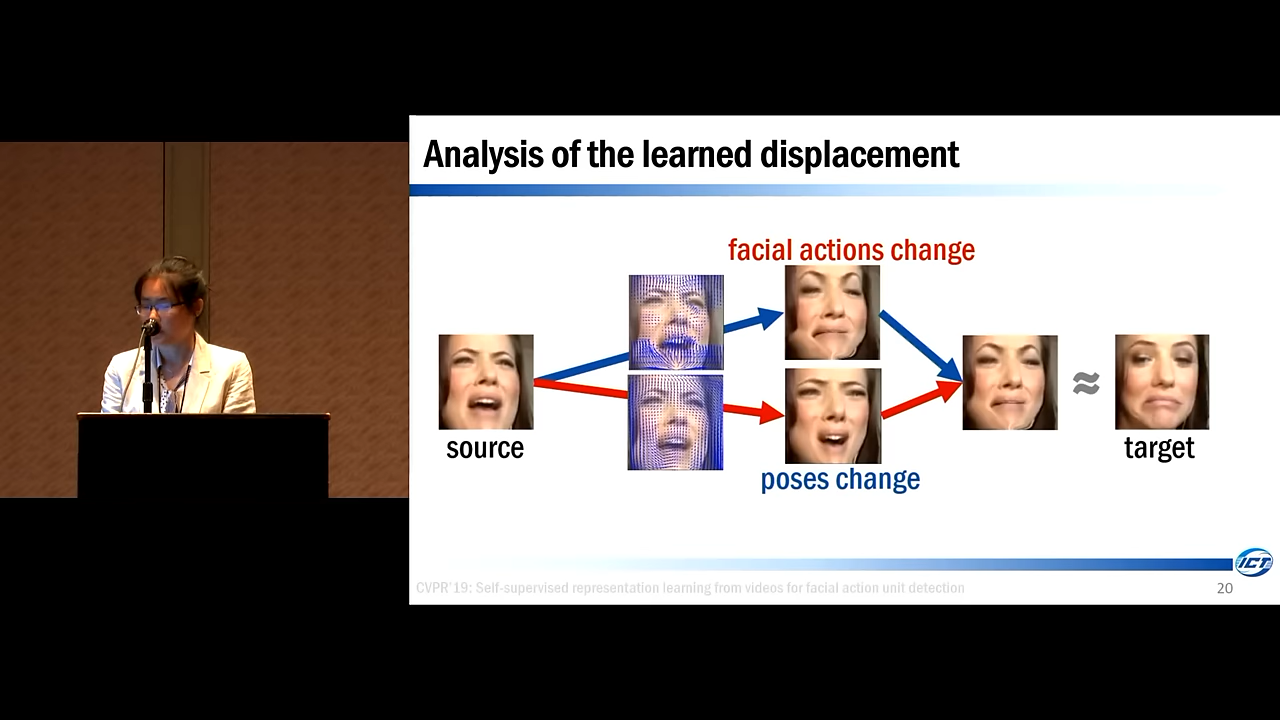 Analysis of the learned displacement
facial actions change
source
≈
target
poses change
ICT
CVPR'19: Self-supervised representation learning from videos for facial action unit detection
20